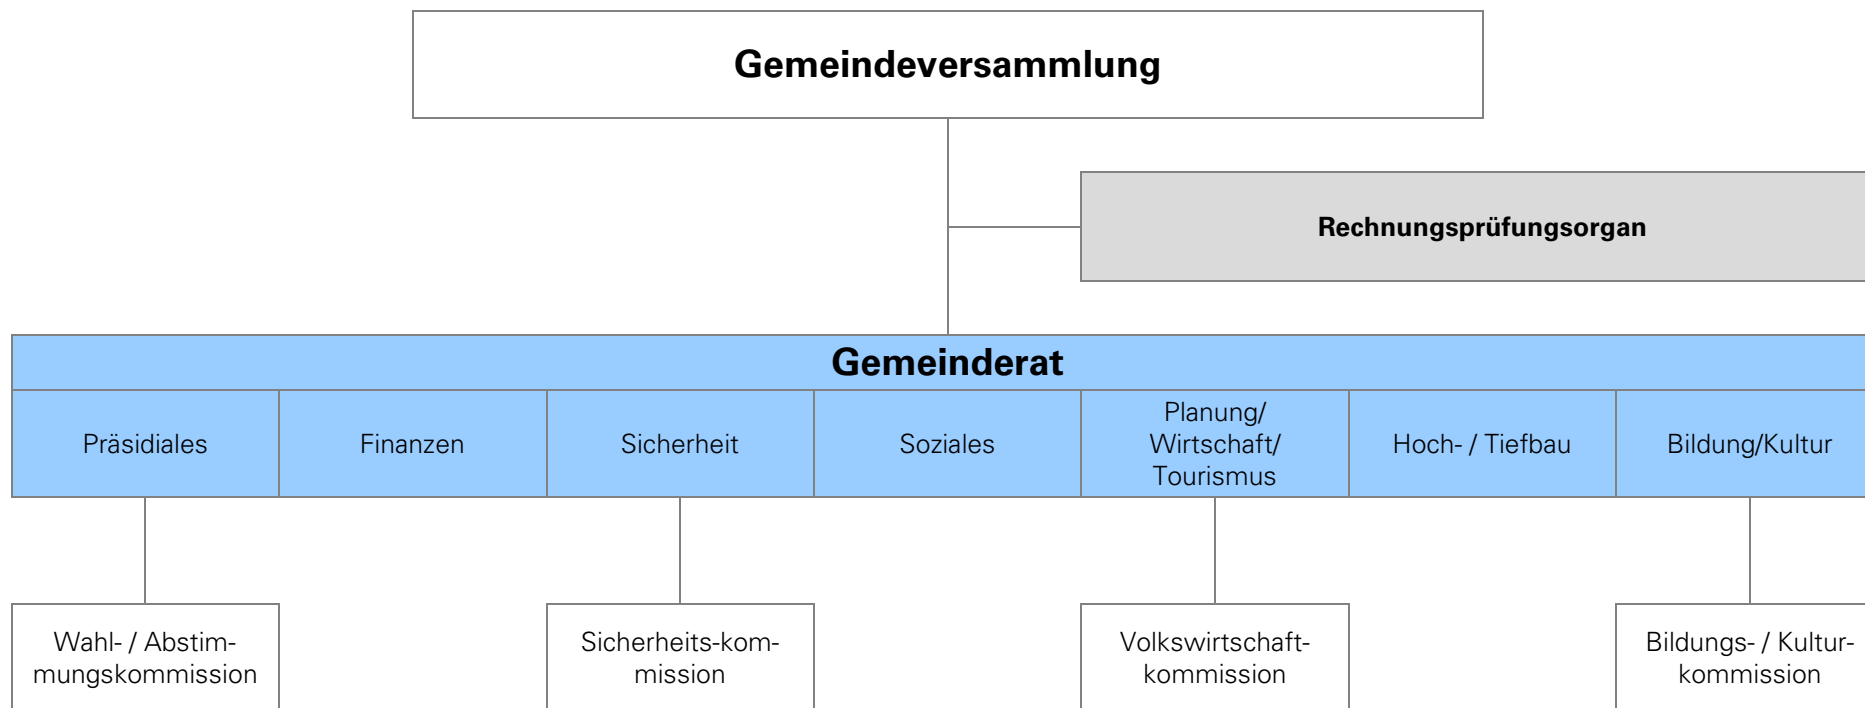 Gemeindeversammlung
Rechnungsprüfungsorgan
Gemeinderat
Präsidiales
Finanzen
Sicherheit
Soziales
Planung/
Wirtschaft/
Tourismus
Hoch- / Tiefbau
Bildung/Kultur
Wahl- / Abstim-
mungskommission
Sicherheits-kom-
mission
Volkswirtschaft-
kommission
Bildungs- / Kultur-
kommission